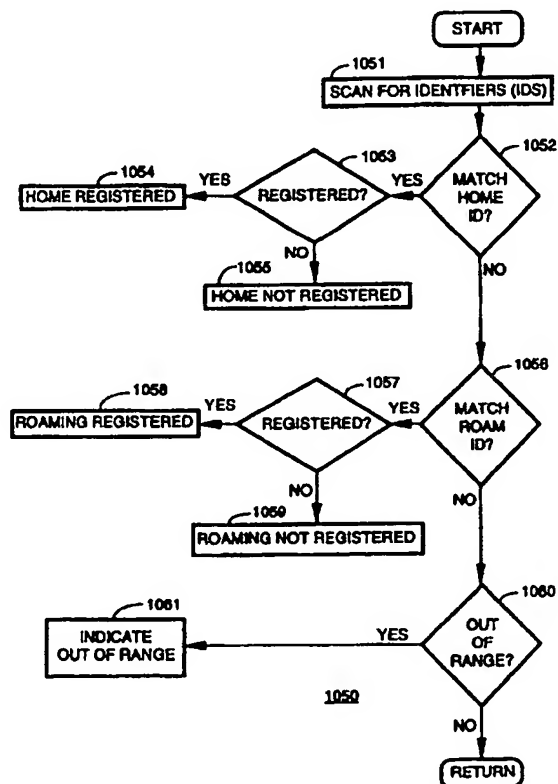 START
1051
SCAN FOR IDENTFIERS (IDS)
1052
MATCH
HOME
ID?
YES
1053
REGISTERED?
YES
1054
HOME REGISTERED
NO
1055
HOME NOT REGISTERED
NO
1056
MATCH
ROAM
ID?
YES
1057
REGISTERED?
YES
1058
ROAMING REGISTERED
NO
1059
ROAMING NOT REGISTERED
NO
1060
OUT
OF
RANGE?
YES
1061
INDICATE
OUT OF RANGE
1050
NO
RETURN